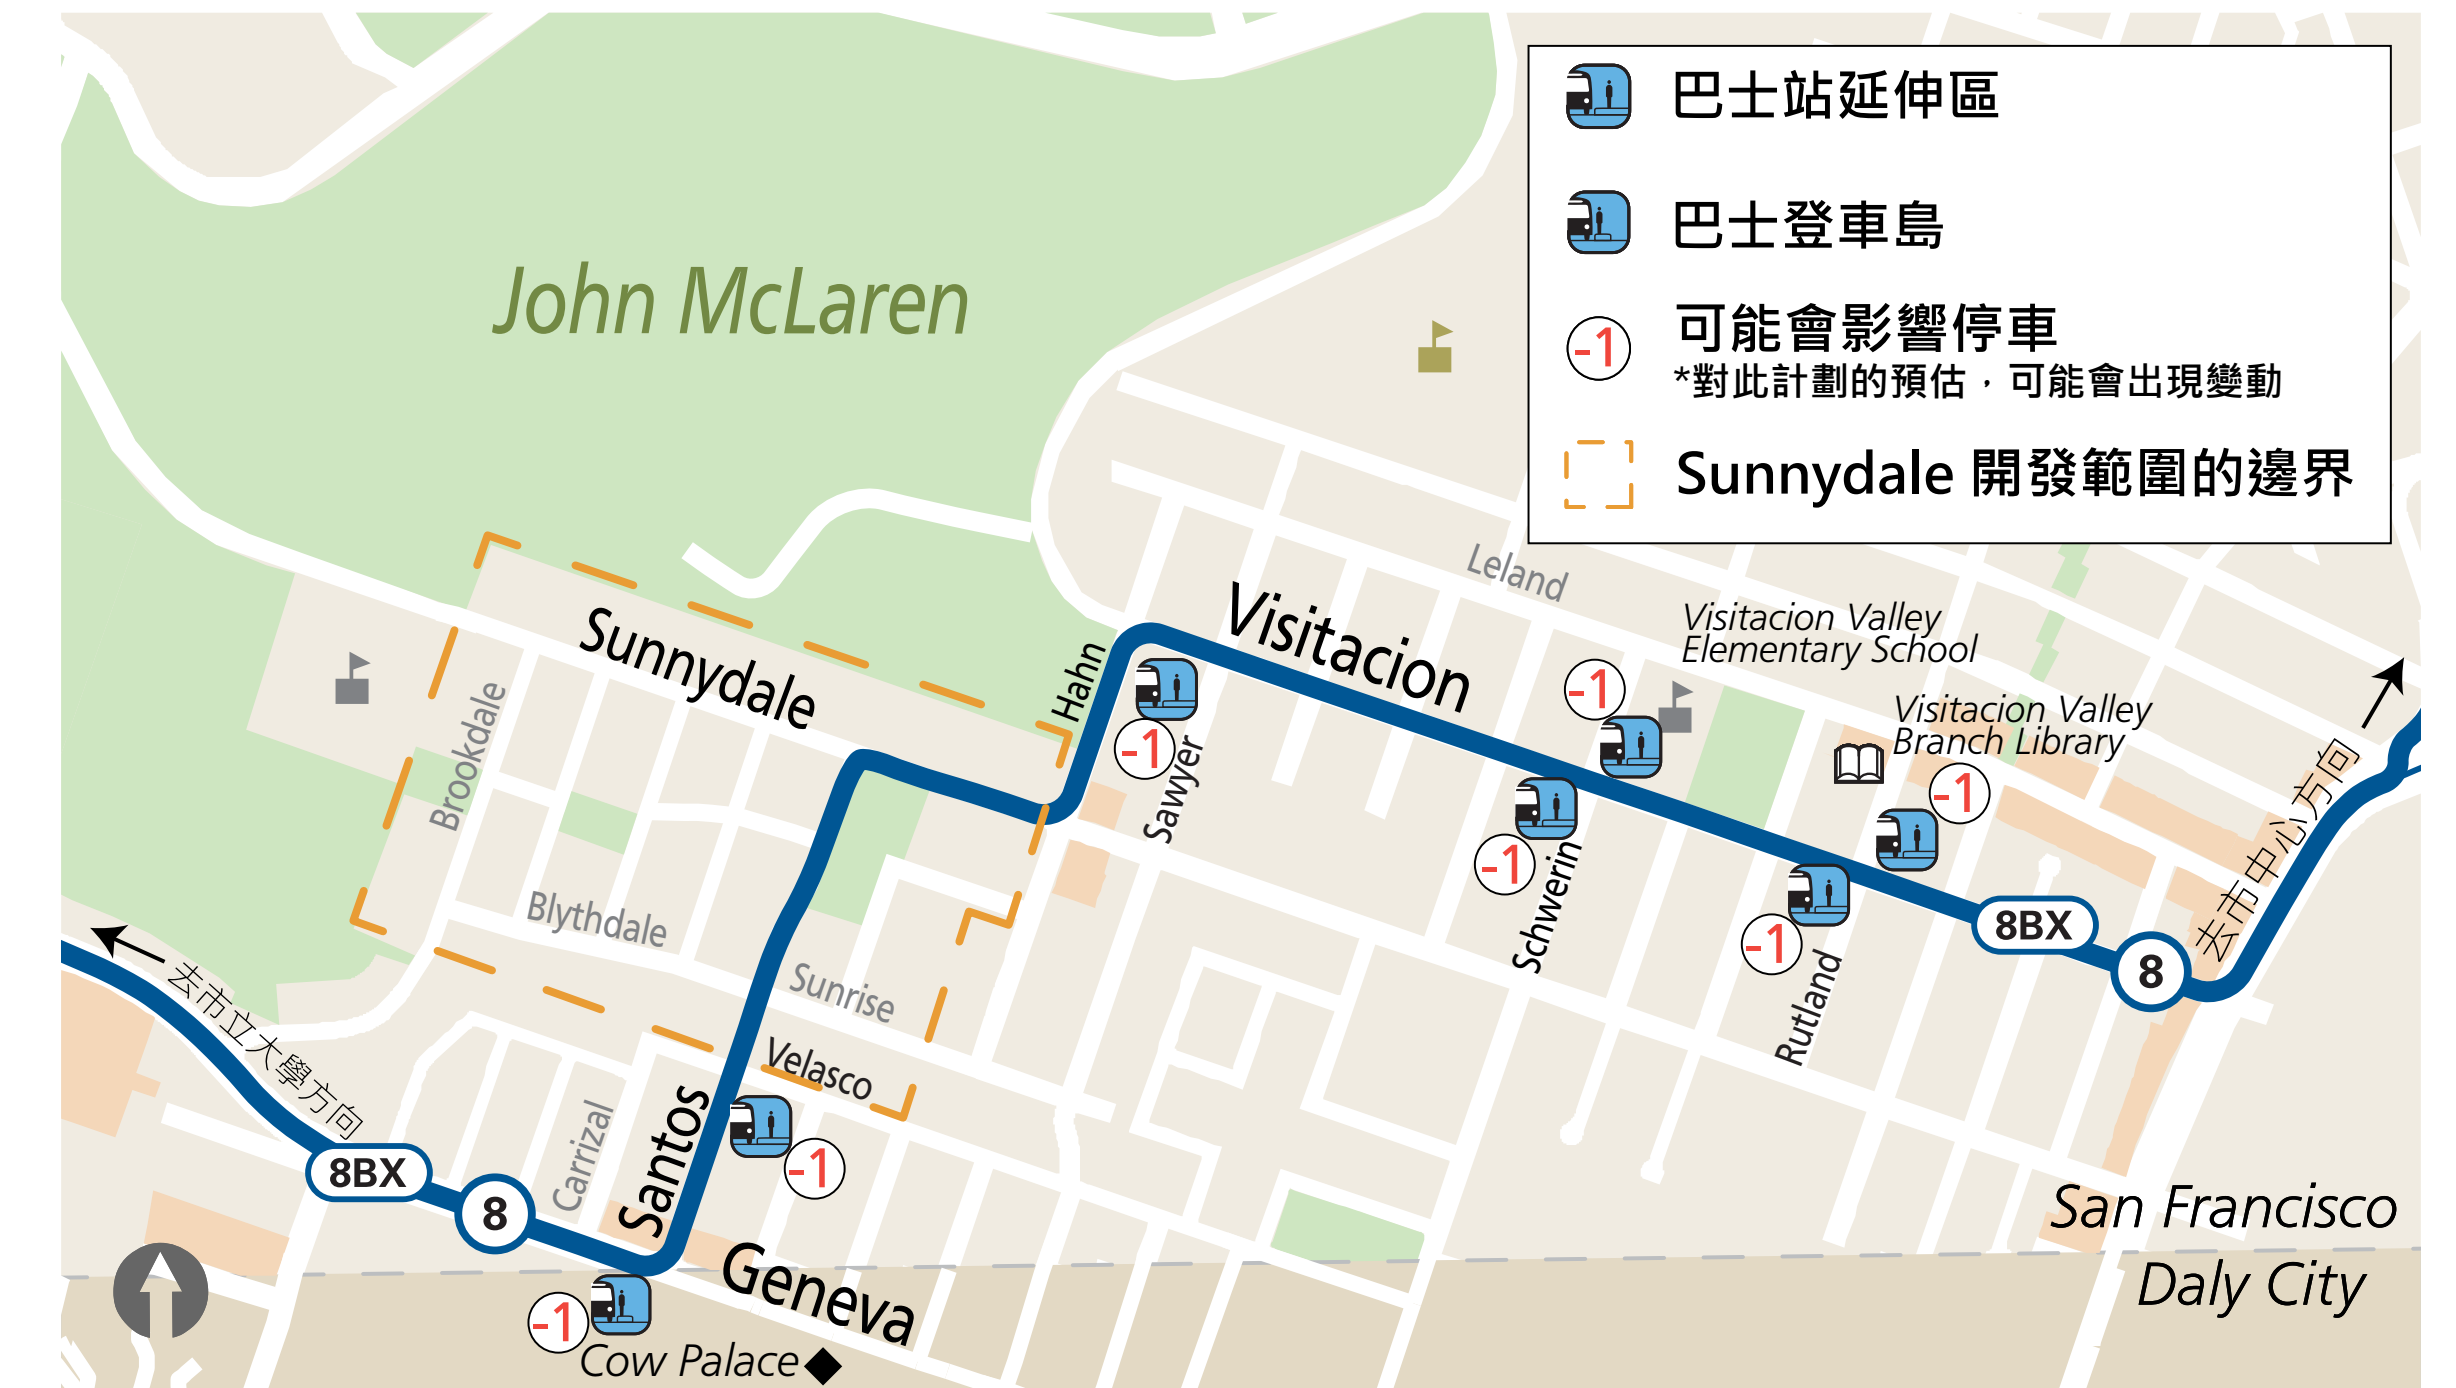 巴士站延伸區
巴士登車島
-1 可能會影響停車
*對此計劃的預估，可能會出現變動
Sunnydale 開發範圍的邊界
John McLaren
Leland
Visitacion
Visitacion Valley
Elementary School
Sunnydale
Hahn
-1
Visitacion Valley
Branch Library
Brookdale
-1
Sawyer
-1
去市中心方向
-1
Schwerin
Blythdale
8BX
-1
8
Sunrise
Rutland
去市立大學方向
Velasco
Carrizal
Santos
-1
8BX
8
San Francisco
Geneva
Daly City
-1
Cow Palace